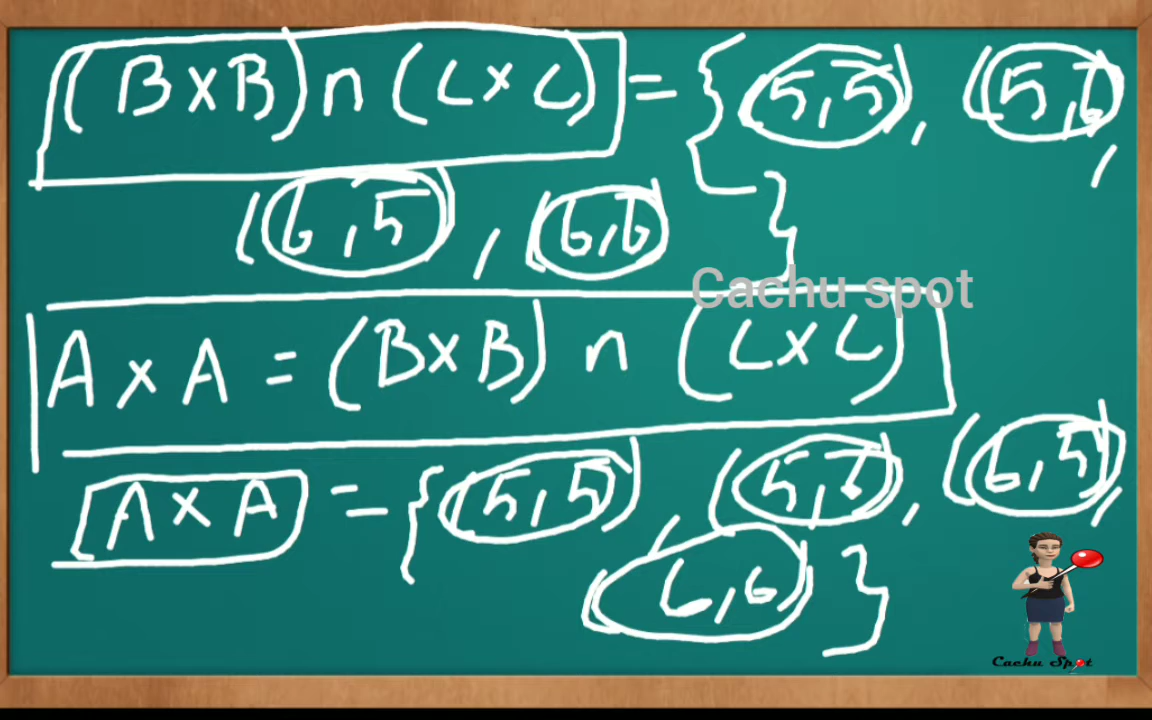 (B×B) n (C×C) = { (5,5), (5,6),
(6,5), (6,6) }
Cachu spot
A×A = (B×B) n (C×C)
A×A = { (5,5), (5,6), (6,5),
(6,6) }
Cachu Spot